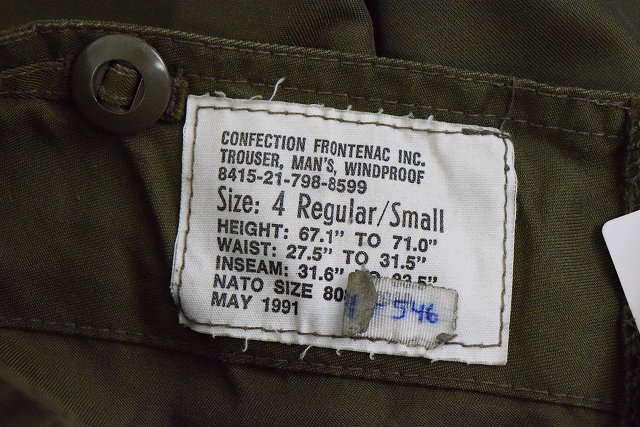 CONFECTION FRONTENAC INC.
TROUSER, MAN'S, WINDPROOF
8415-21-798-8599
Size: 4 Regular/Small
HEIGHT: 67.1" TO 71.0"
WAIST: 27.5" TO 31.5"
INSEAM: 31.6"
NATO SIZE
MAY 1991
- 546